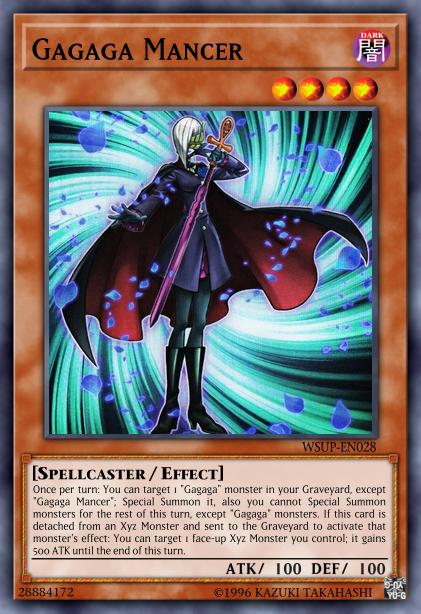 GAGAGA MANCER
DARK
闇
WSUP-EN028
[SPELLCASTER / EFFECT]
Once per turn: You can target 1 "Gagaga" monster in your Graveyard, except
"Gagaga Mancer"; Special Summon it, also you cannot Special Summon
monsters for the rest of this turn, except "Gagaga" monsters. If this card is
detached from an Xyz Monster and sent to the Graveyard to activate that
monster's effect: You can target 1 face-up Xyz Monster you control; it gains
500 ATK until the end of this turn.
ATK/ 100 DEF/ 100
28884172
©1996 KAZUKI TAKAHASHI